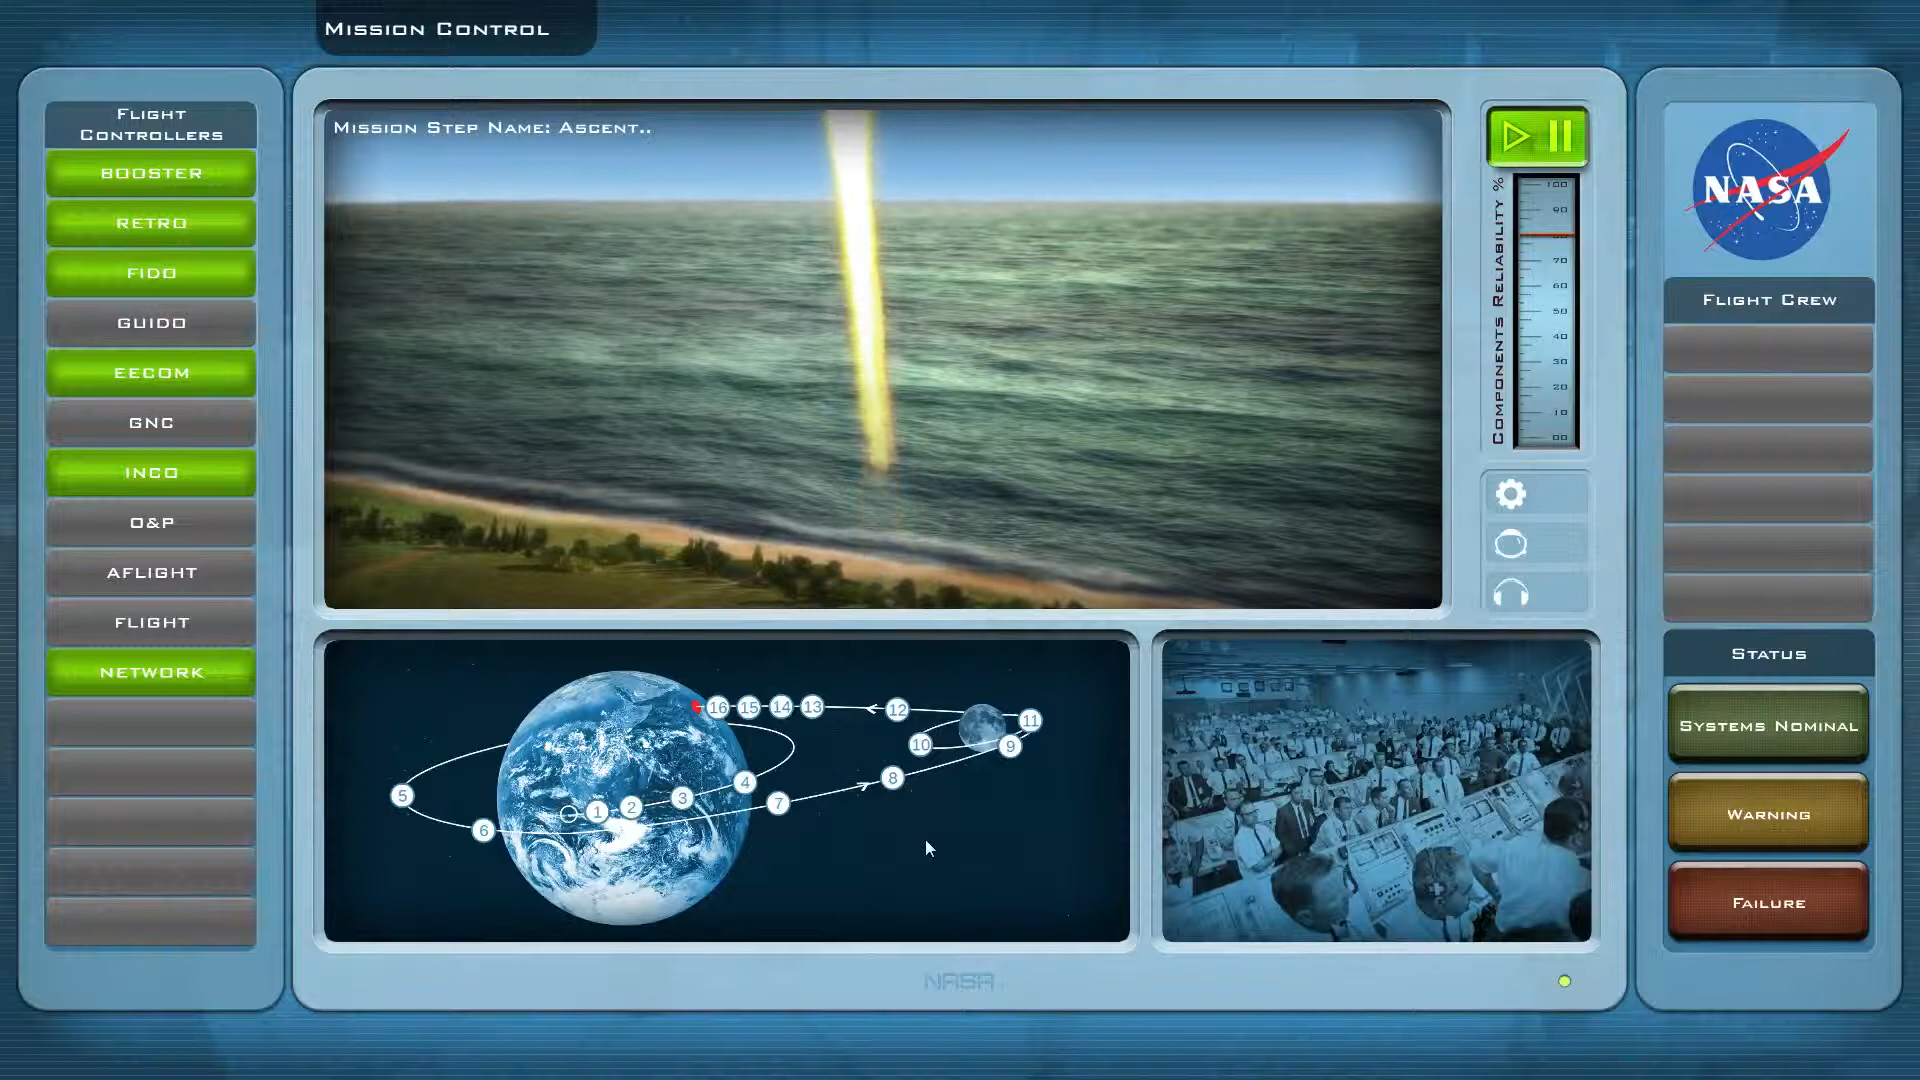 Mission Control
Flight
Controllers
BOOSTER
RETRO
FIDO
GUIDO
EECOM
GNC
INCO
O&P
AFLIGHT
FLIGHT
NETWORK
Mission Step Name: Ascent..
Components Reliability %
100
90
80
70
60
50
40
30
20
10
00
NASA
Flight Crew
Status
Systems Nominal
Warning
Failure
16 15 14 13 12 11
10 9
5 4 8
6 1 2 3 7
NASA